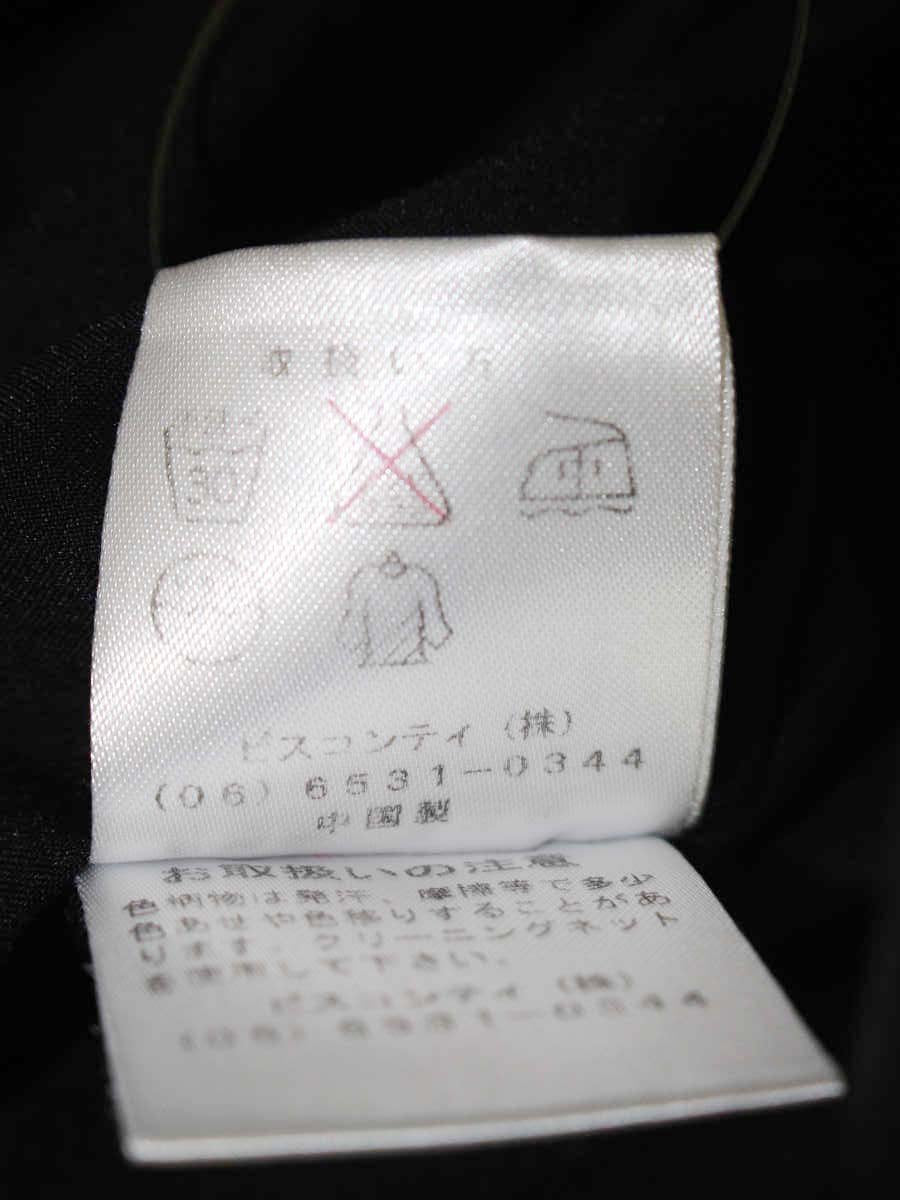 取扱い方
中
ビスコンティ(株)
(06)6531-0344
中国製
お取扱いの注意
色柄物は発汗、摩擦等で多少
色あせや色移りすることがあ
ります。クリーニングネット
を使用して下さい。
ビスコンティ(株)
(06)6531-0344